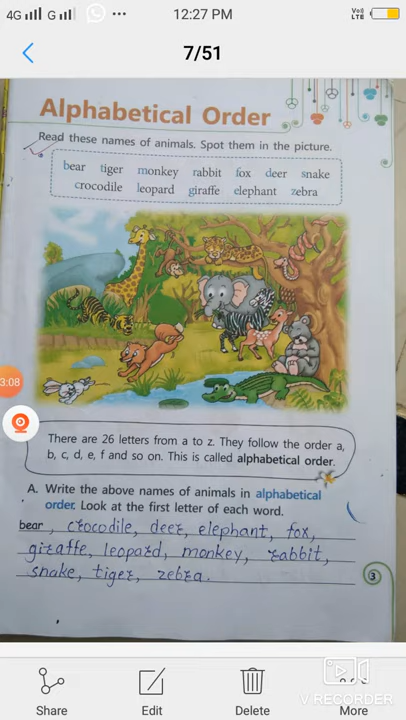 4G G ... 12:27 PM Vo) LTE
7/51
Alphabetical Order
Read these names of animals. Spot them in the picture.
bear tiger monkey rabbit fox deer snake
crocodile leopard giraffe elephant zebra
3:08
There are 26 letters from a to z. They follow the order a,
b, c, d, e, f and so on. This is called alphabetical order.
A. Write the above names of animals in alphabetical
order. Look at the first letter of each word.
bear, crocodile, deer, elephant, fox,
giraffe, leopard, monkey, rabbit,
snake, tiger, zebra.
3
Share Edit Delete More
V RECORDER